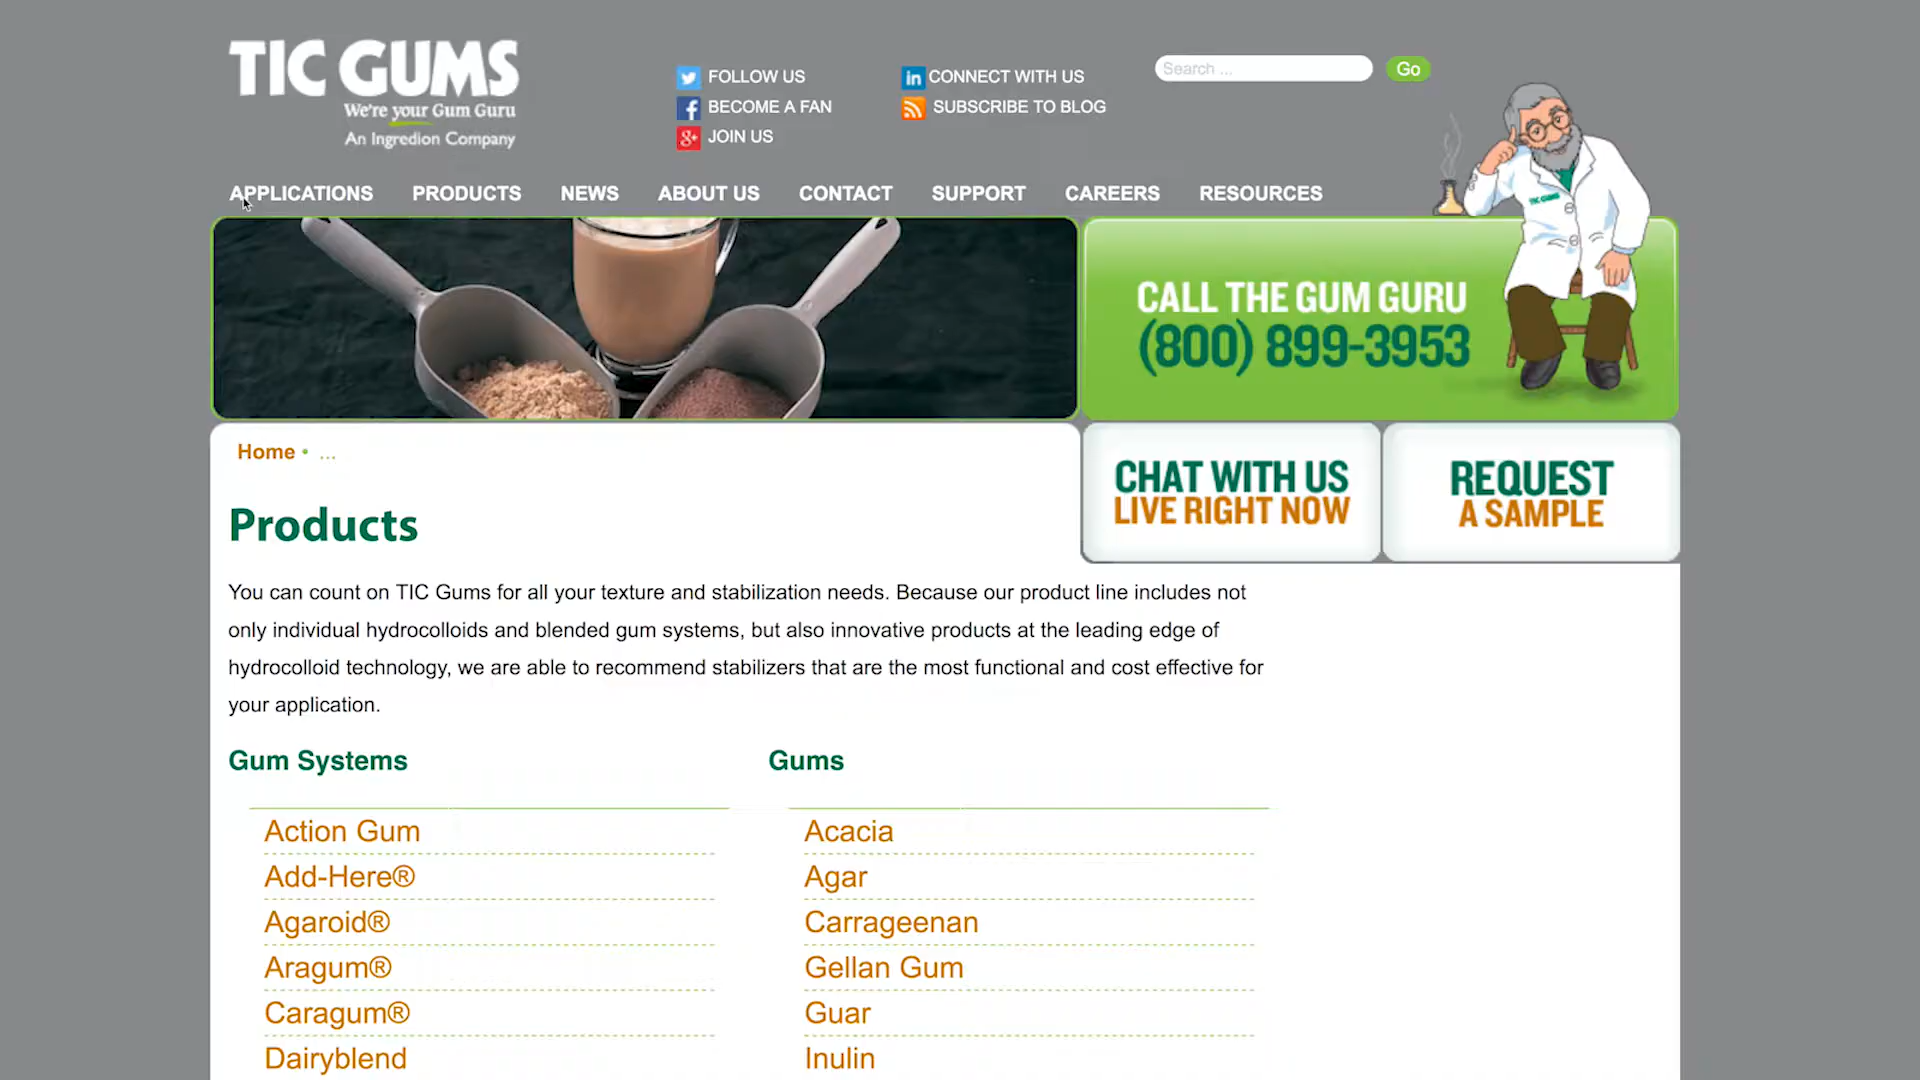 TIC GUMS
We're your Gum Guru
An Ingredion Company
FOLLOW US
BECOME A FAN
JOIN US
CONNECT WITH US
SUBSCRIBE TO BLOG
Search ...
Go
APPLICATIONS PRODUCTS NEWS ABOUT US CONTACT SUPPORT CAREERS RESOURCES
TIC GUMS
CALL THE GUM GURU
(800) 899-3953
Home • ...
CHAT WITH US
LIVE RIGHT NOW
REQUEST
A SAMPLE
Products
You can count on TIC Gums for all your texture and stabilization needs. Because our product line includes not
only individual hydrocolloids and blended gum systems, but also innovative products at the leading edge of
hydrocolloid technology, we are able to recommend stabilizers that are the most functional and cost effective for
your application.
Gum Systems
Action Gum
Add-Here®
Agaroid®
Aragum®
Caragum®
Dairyblend
Gums
Acacia
Agar
Carrageenan
Gellan Gum
Guar
Inulin